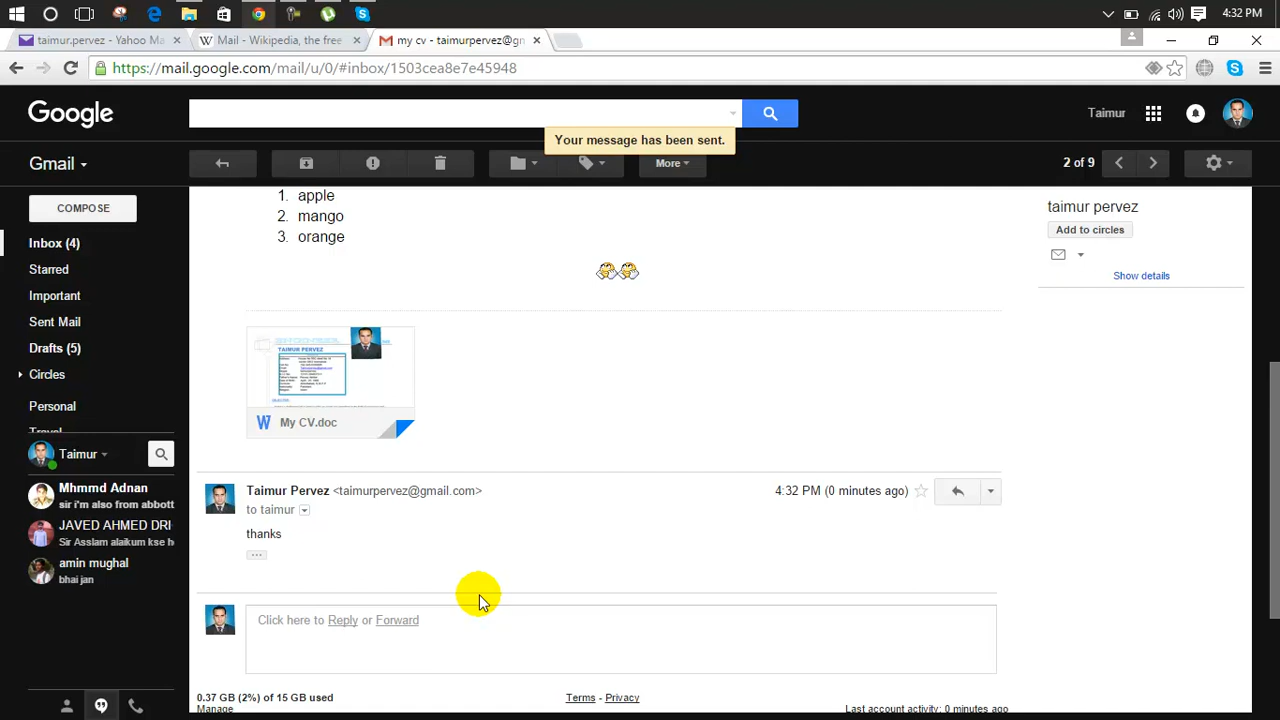 4:32 PM
taimur.pervez - Yahoo Ma
Mail - Wikipedia, the free
my cv - taimurpervez@gn
https://mail.google.com/mail/u/0/#inbox/1503cea8e7e45948
Google
Taimur
Your message has been sent.
Gmail
More
2 of 9
COMPOSE
Inbox (4)
Starred
Important
Sent Mail
Drafts (5)
Circles
Personal
Travel
Taimur
Mhmmd Adnan
sir i'm also from abbott
JAVED AHMED DRI
Sir Asslam alaikum kse h
amin mughal
bhai jan
1. apple
2. mango
3. orange
TAIMUR PERVEZ
W My CV.doc
Taimur Pervez <taimurpervez@gmail.com>
4:32 PM (0 minutes ago)
to taimur
thanks
...
Click here to Reply or Forward
0.37 GB (2%) of 15 GB used
Manage
Terms - Privacy
Last account activity: 0 minutes ago
taimur pervez
Add to circles
Show details